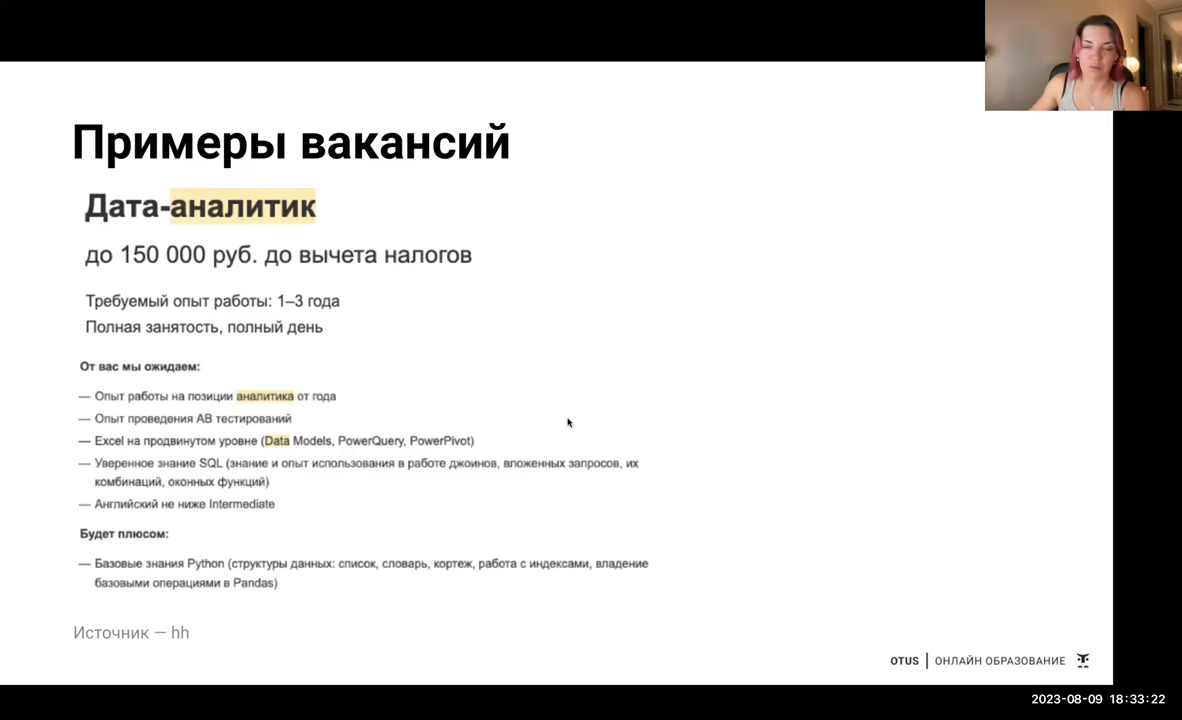 Примеры вакансий
Дата-аналитик
до 150 000 руб. до вычета налогов
Требуемый опыт работы: 1–3 года
Полная занятость, полный день
От вас мы ожидаем:
— Опыт работы на позиции аналитика от года
— Опыт проведения АВ тестирований
— Excel на продвинутом уровне (Data Models, PowerQuery, PowerPivot)
— Уверенное знание SQL (знание и опыт использования в работе джоинов, вложенных запросов, их
комбинаций, оконных функций)
— Английский не ниже Intermediate
Будет плюсом:
— Базовые знания Python (структуры данных: список, словарь, кортеж, работа с индексами, владение
базовыми операциями в Pandas)
Источник — hh
OTUS | ОНЛАЙН ОБРАЗОВАНИЕ
2023-08-09 18:33:22